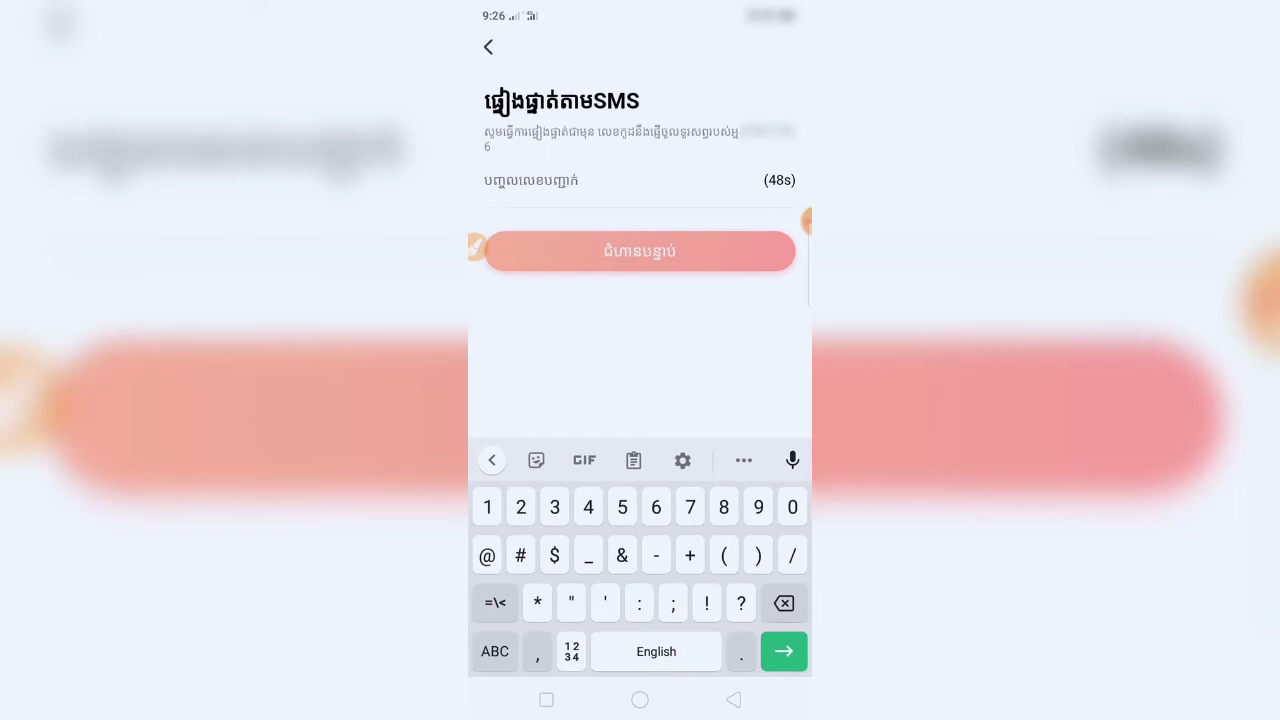 9:26
ផ្ទៀងផ្ទាត់តាមSMS
សូមធ្វើការផ្ទៀងផ្ទាត់ជាមុន លេខកូដនឹងផ្ញើចូលទូរសព្ទរបស់អ្ន
6
បញ្ចូលលេខបញ្ជាក់ (48s)
ជំហានបន្ទាប់
GIF
1 2 3 4 5 6 7 8 9 0
@ # $ _ & - + ( ) /
=\< * " ' : ; ! ?
ABC , 12 34 English .